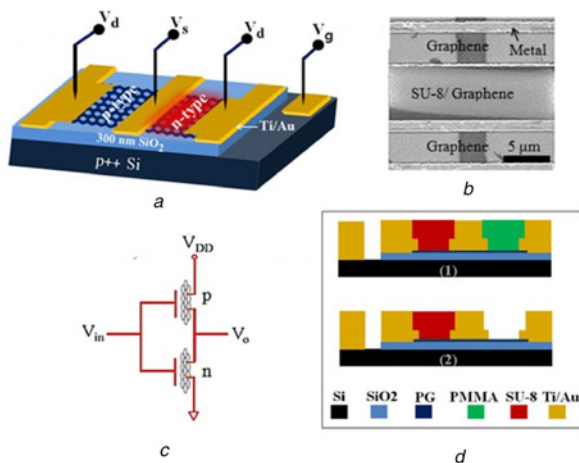 V_d
V_s
V_d
V_g
p-type
n-type
300 nm SiO₂
Ti/Au
p++ Si
a
Graphene
Metal
SU-8/ Graphene
Graphene
5 µm
b
V_DD
p
V_in
V_o
n
c
(1)
(2)
Si SiO2 PG PMMA SU-8 Ti/Au
d